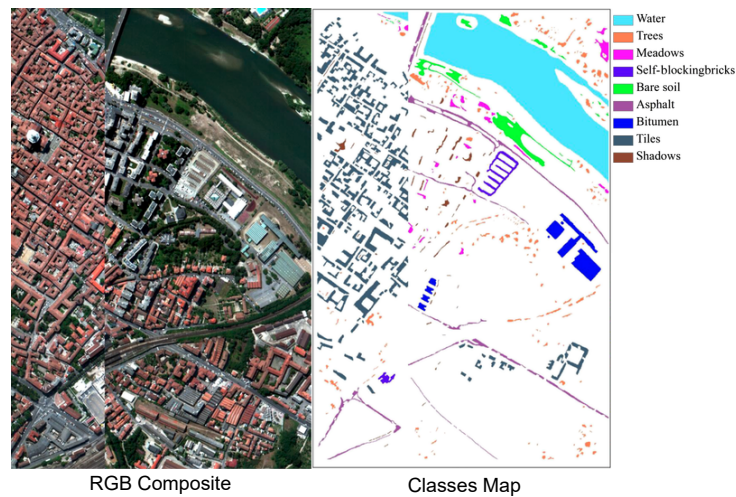 Water
Trees
Meadows
Self-blockingbricks
Bare soil
Asphalt
Bitumen
Tiles
Shadows
RGB Composite
Classes Map